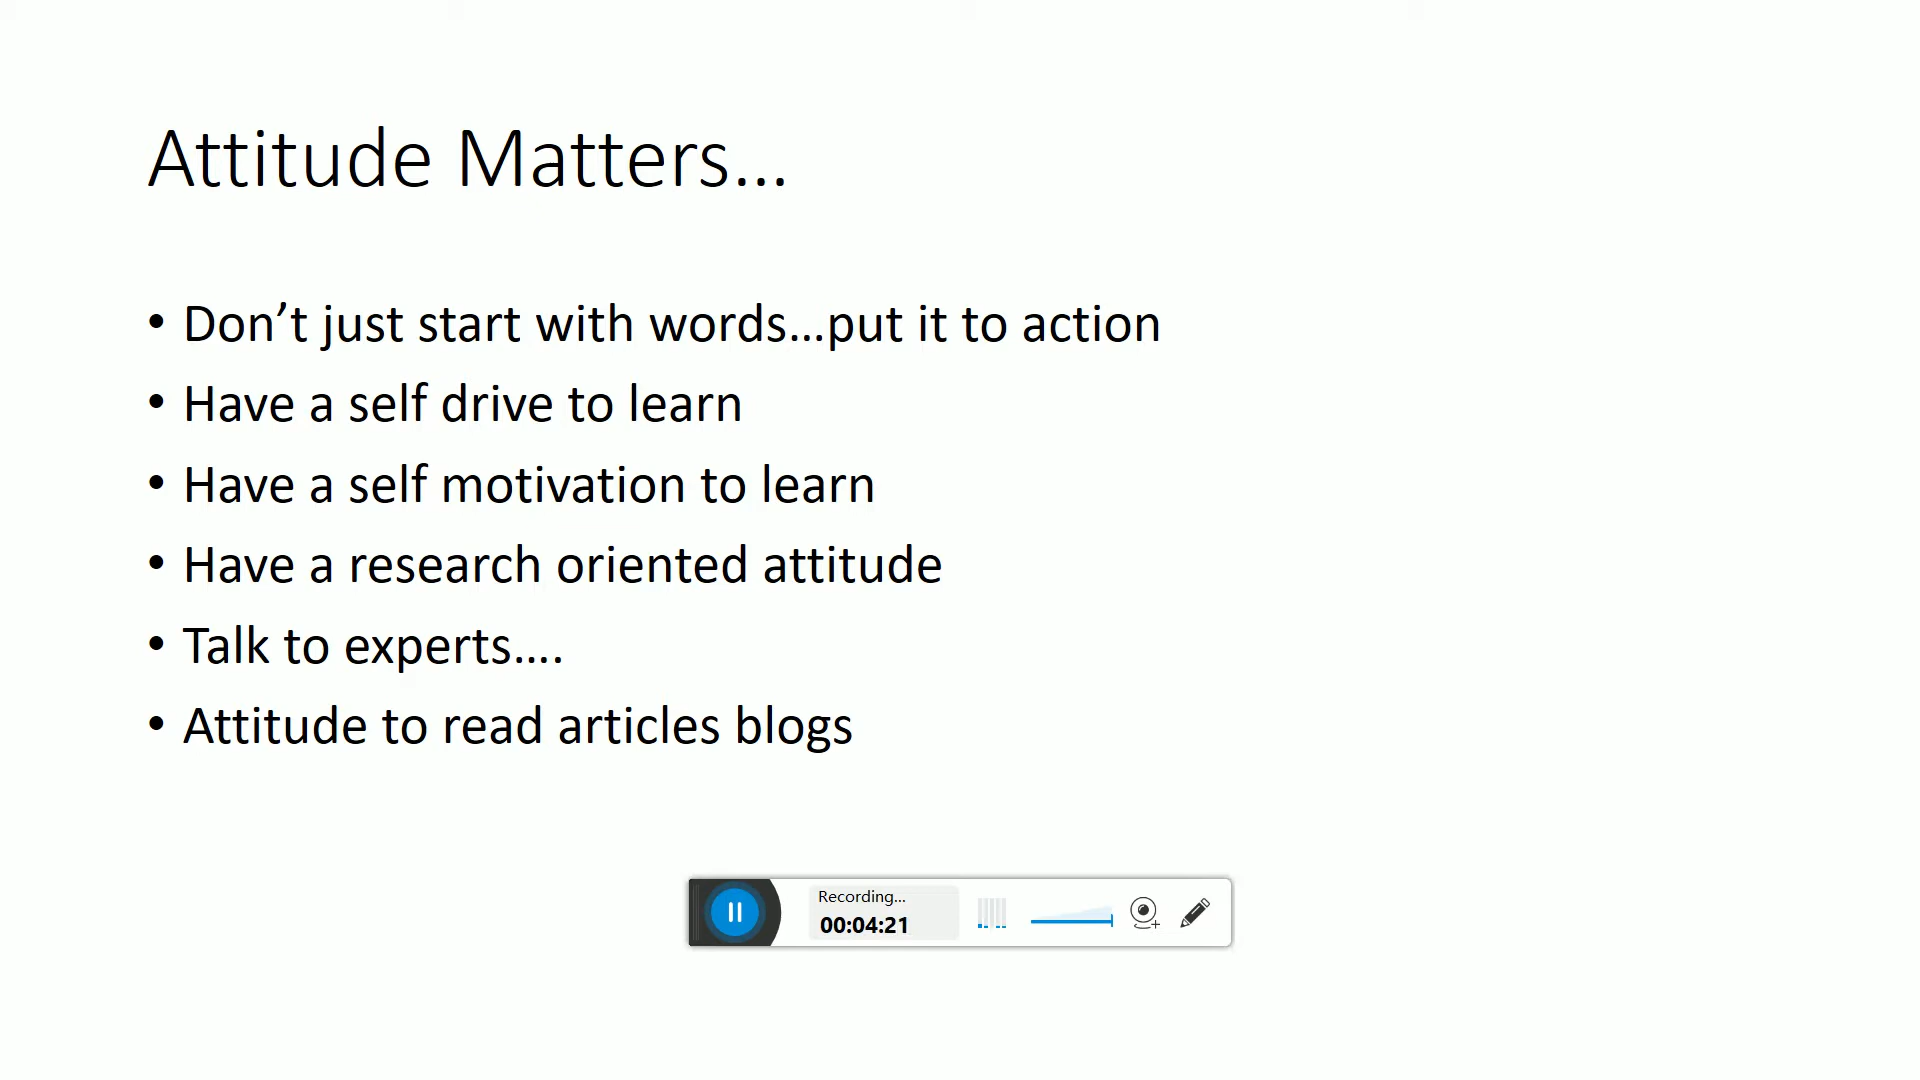 Attitude Matters...
• Don’t just start with words...put it to action
• Have a self drive to learn
• Have a self motivation to learn
• Have a research oriented attitude
• Talk to experts....
• Attitude to read articles blogs
Recording...
00:04:21